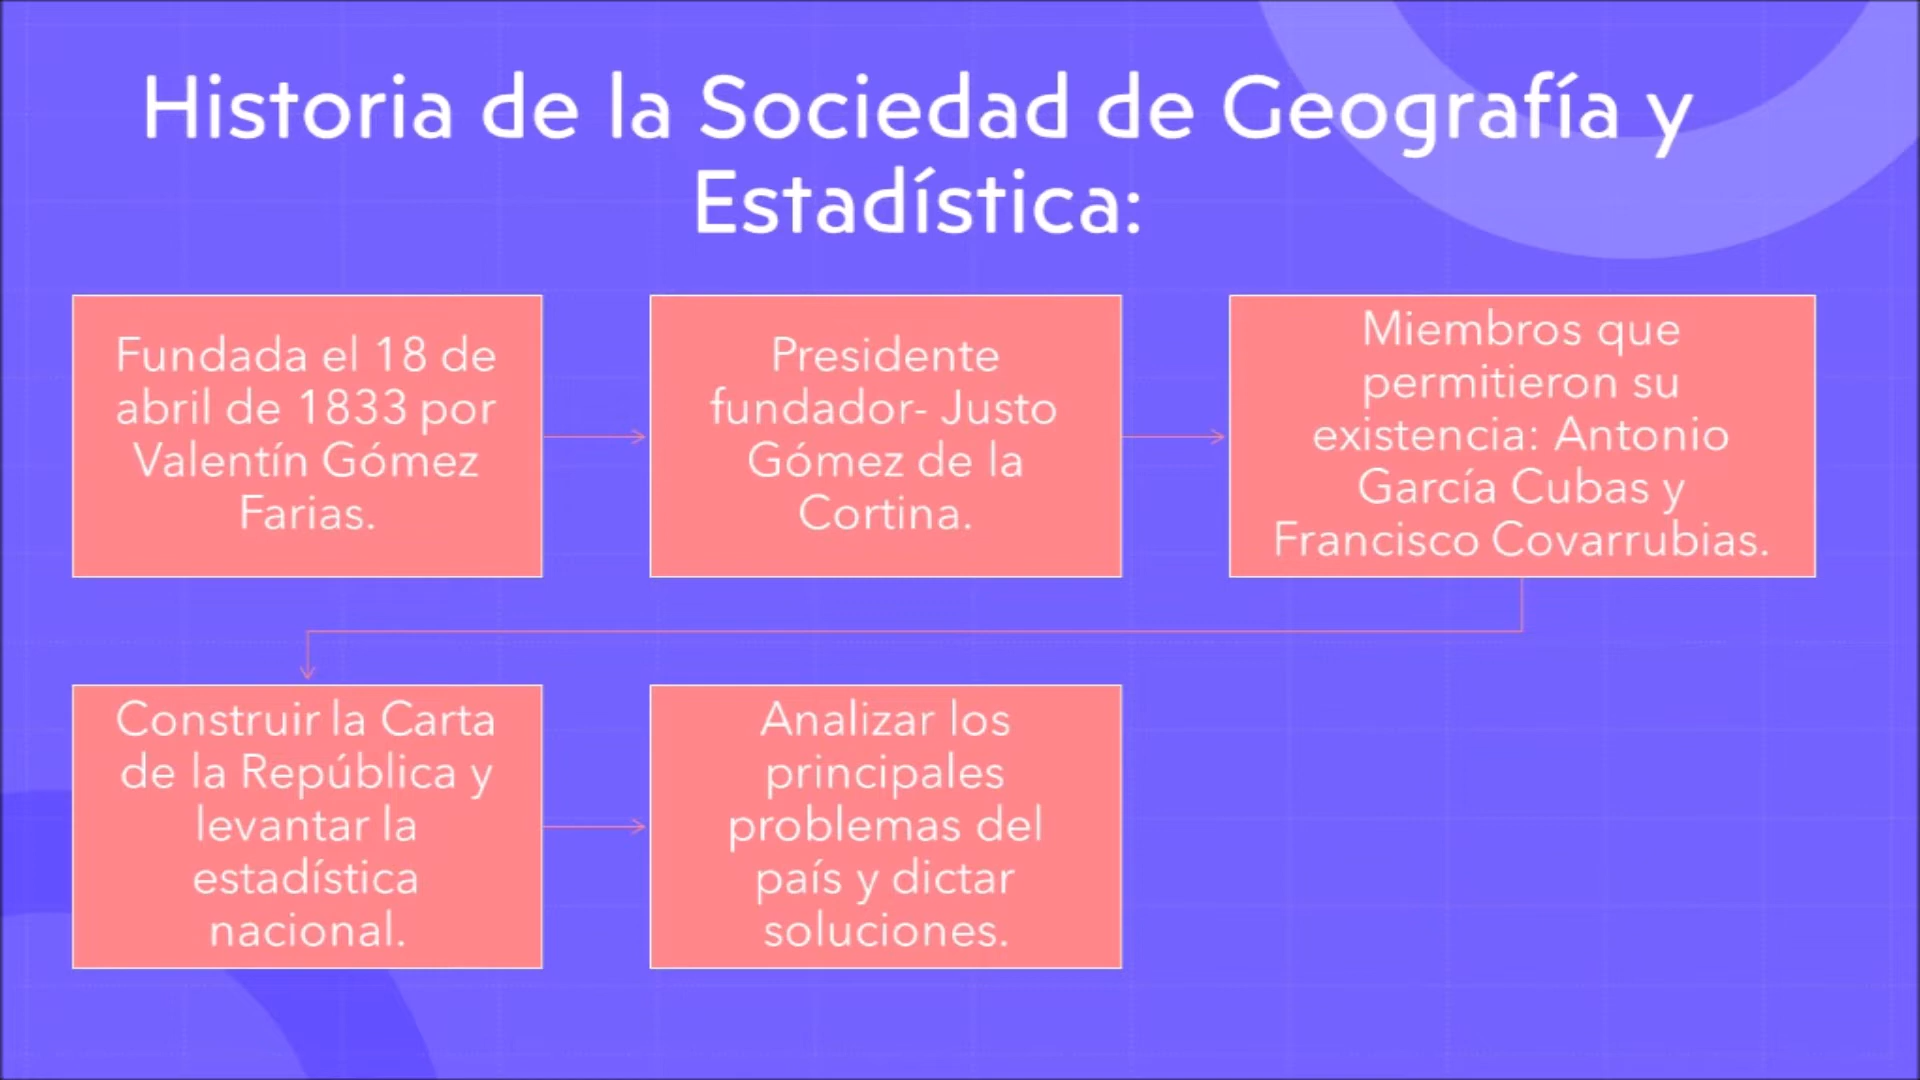 Historia de la Sociedad de Geografía y
Estadística:
Fundada el 18 de
abril de 1833 por
Valentín Gómez
Farias.
Presidente
fundador- Justo
Gómez de la
Cortina.
Miembros que
permitieron su
existencia: Antonio
García Cubas y
Francisco Covarrubias.
Construir la Carta
de la República y
levantar la
estadística
nacional.
Analizar los
principales
problemas del
país y dictar
soluciones.